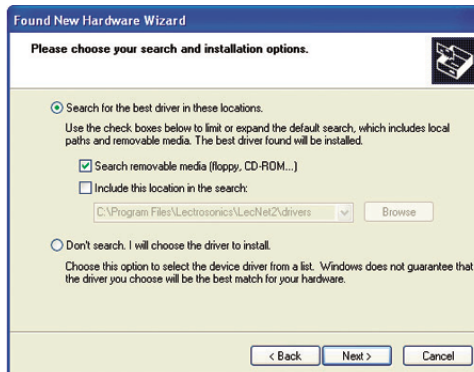 Found New Hardware Wizard
Please choose your search and installation options.
Search for the best driver in these locations.
Use the check boxes below to limit or expand the default search, which includes local
paths and removable media. The best driver found will be installed.
Search removable media (floppy, CD-ROM...)
Include this location in the search:
C:\Program Files\Lectrosonics\LecNet2\drivers
Browse
Don't search. I will choose the driver to install.
Choose this option to select the device driver from a list. Windows does not guarantee that
the driver you choose will be the best match for your hardware.
< Back Next > Cancel